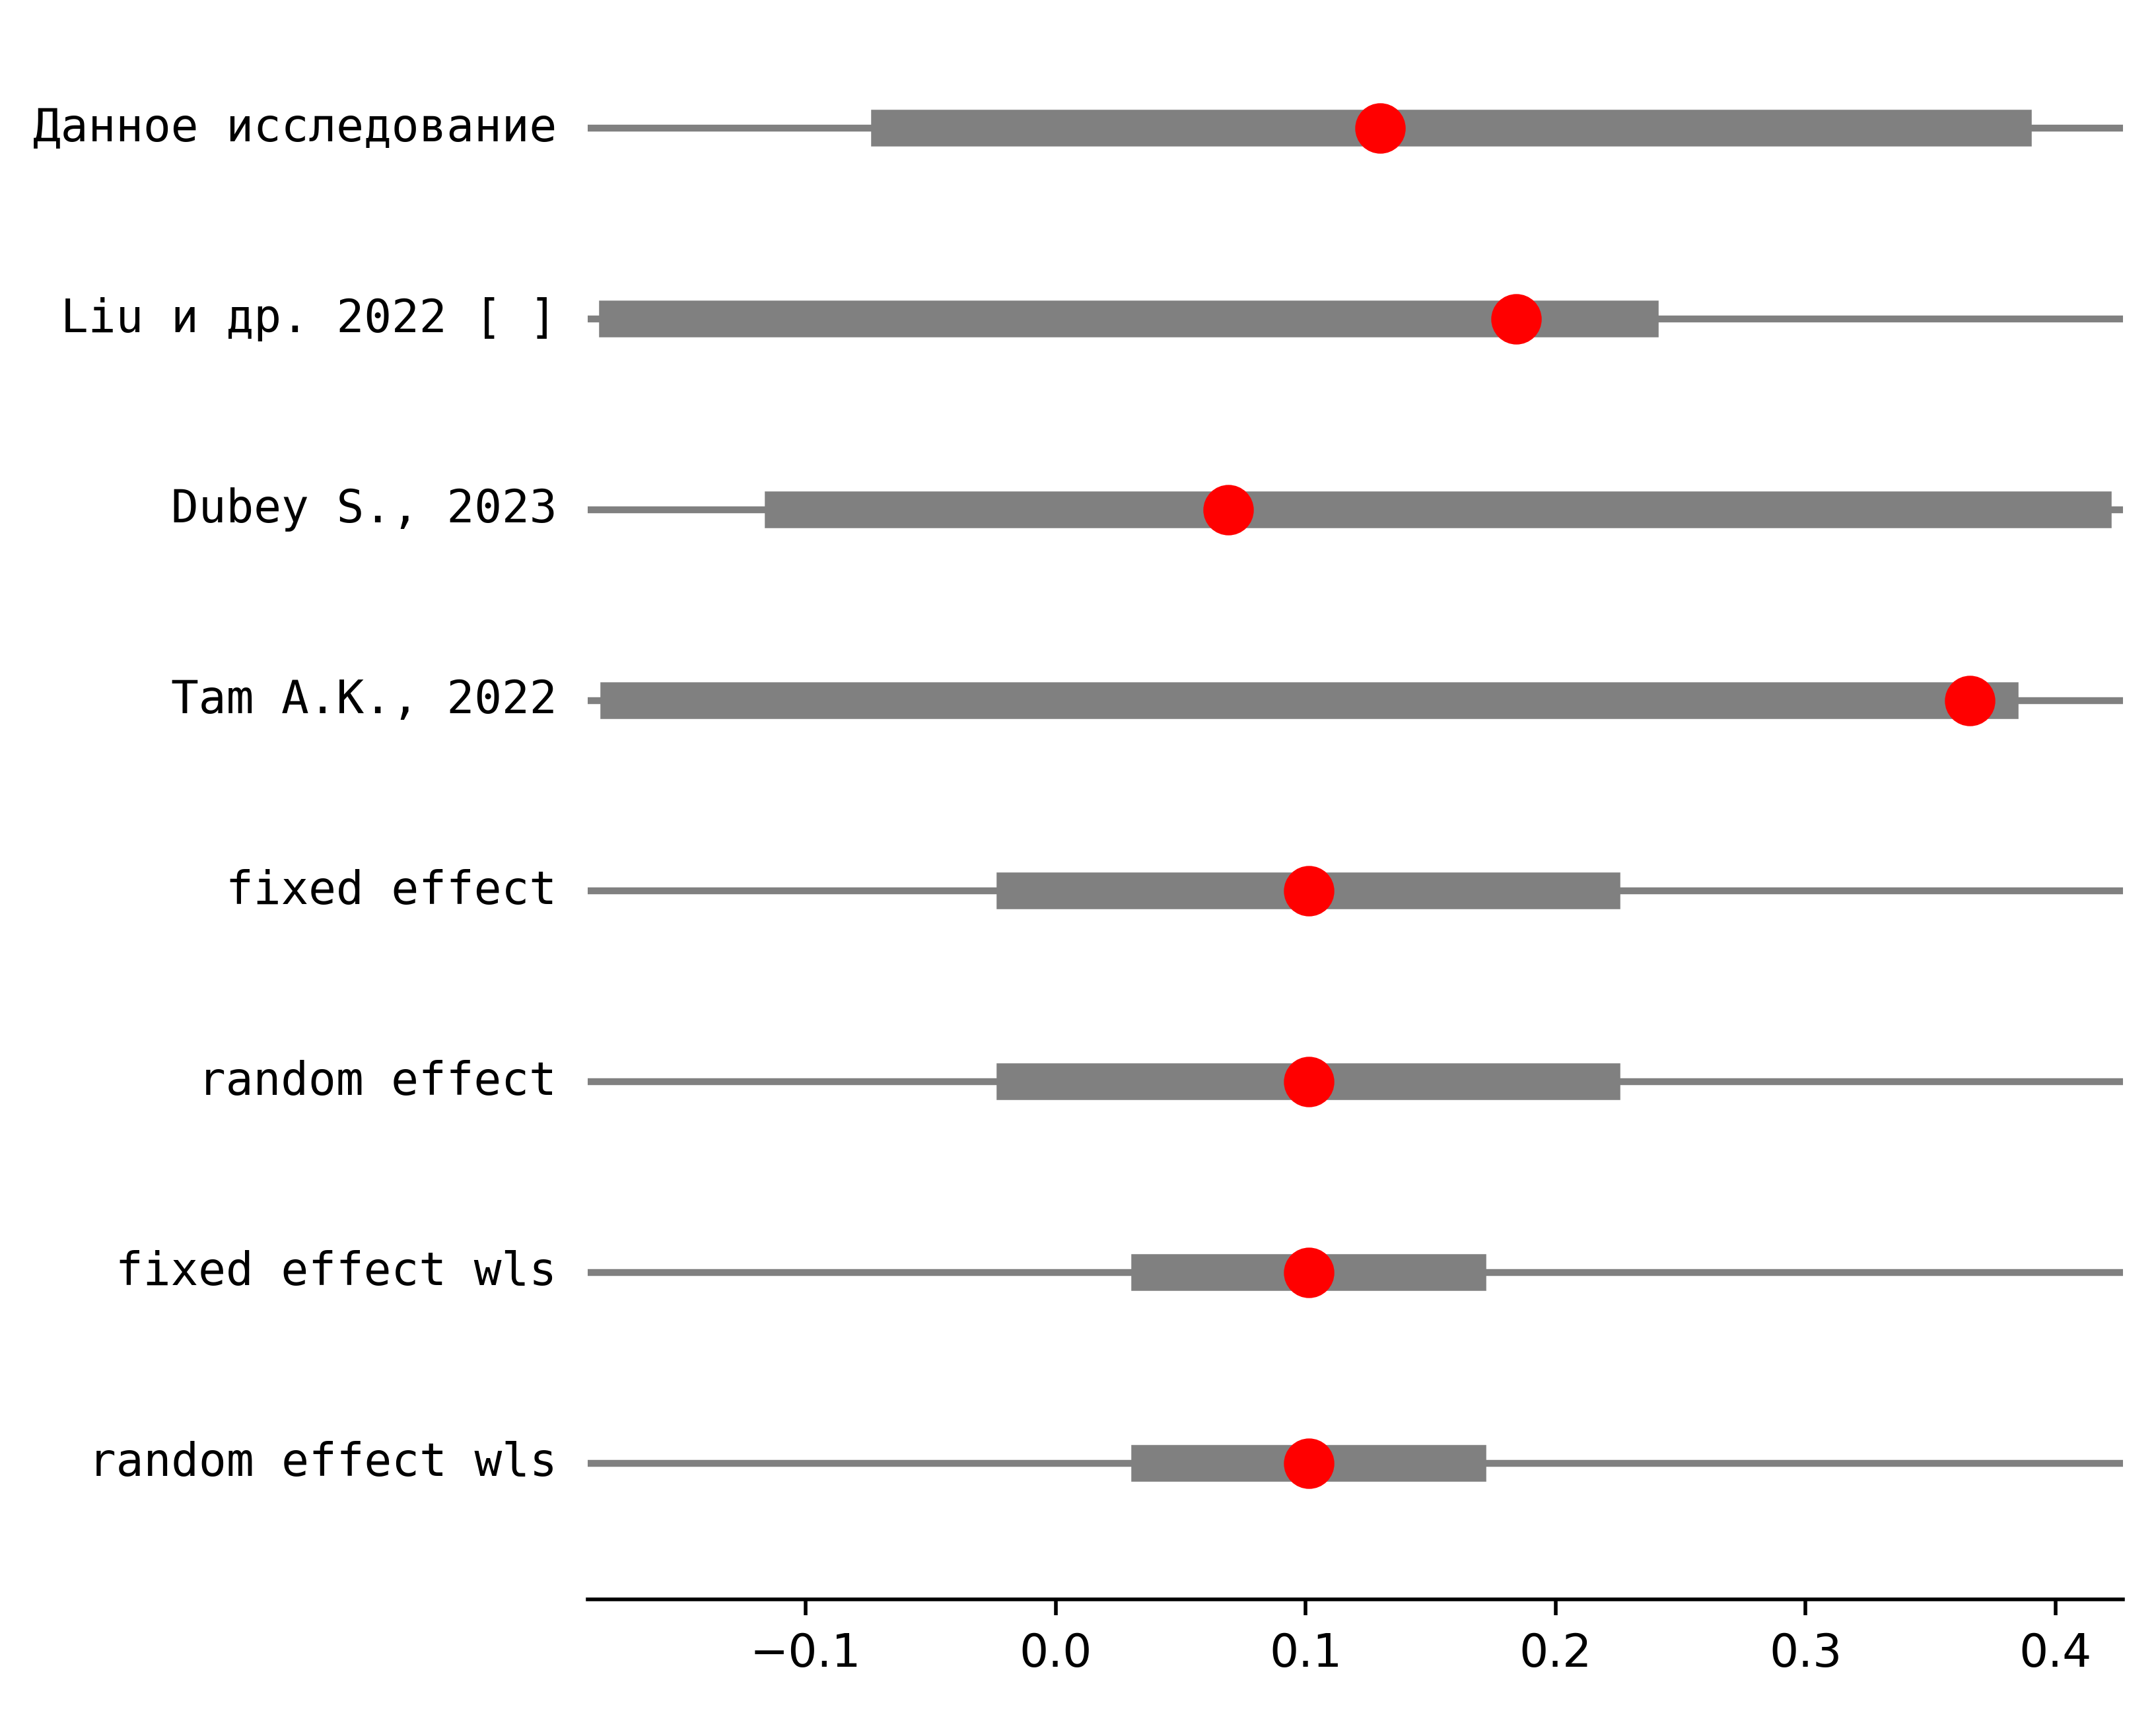 Данное исследование
Liu и др. 2022 [ ]
Dubey S., 2023
Tam A.K., 2022
fixed effect
random effect
fixed effect wls
random effect wls
−0.1 0.0 0.1 0.2 0.3 0.4